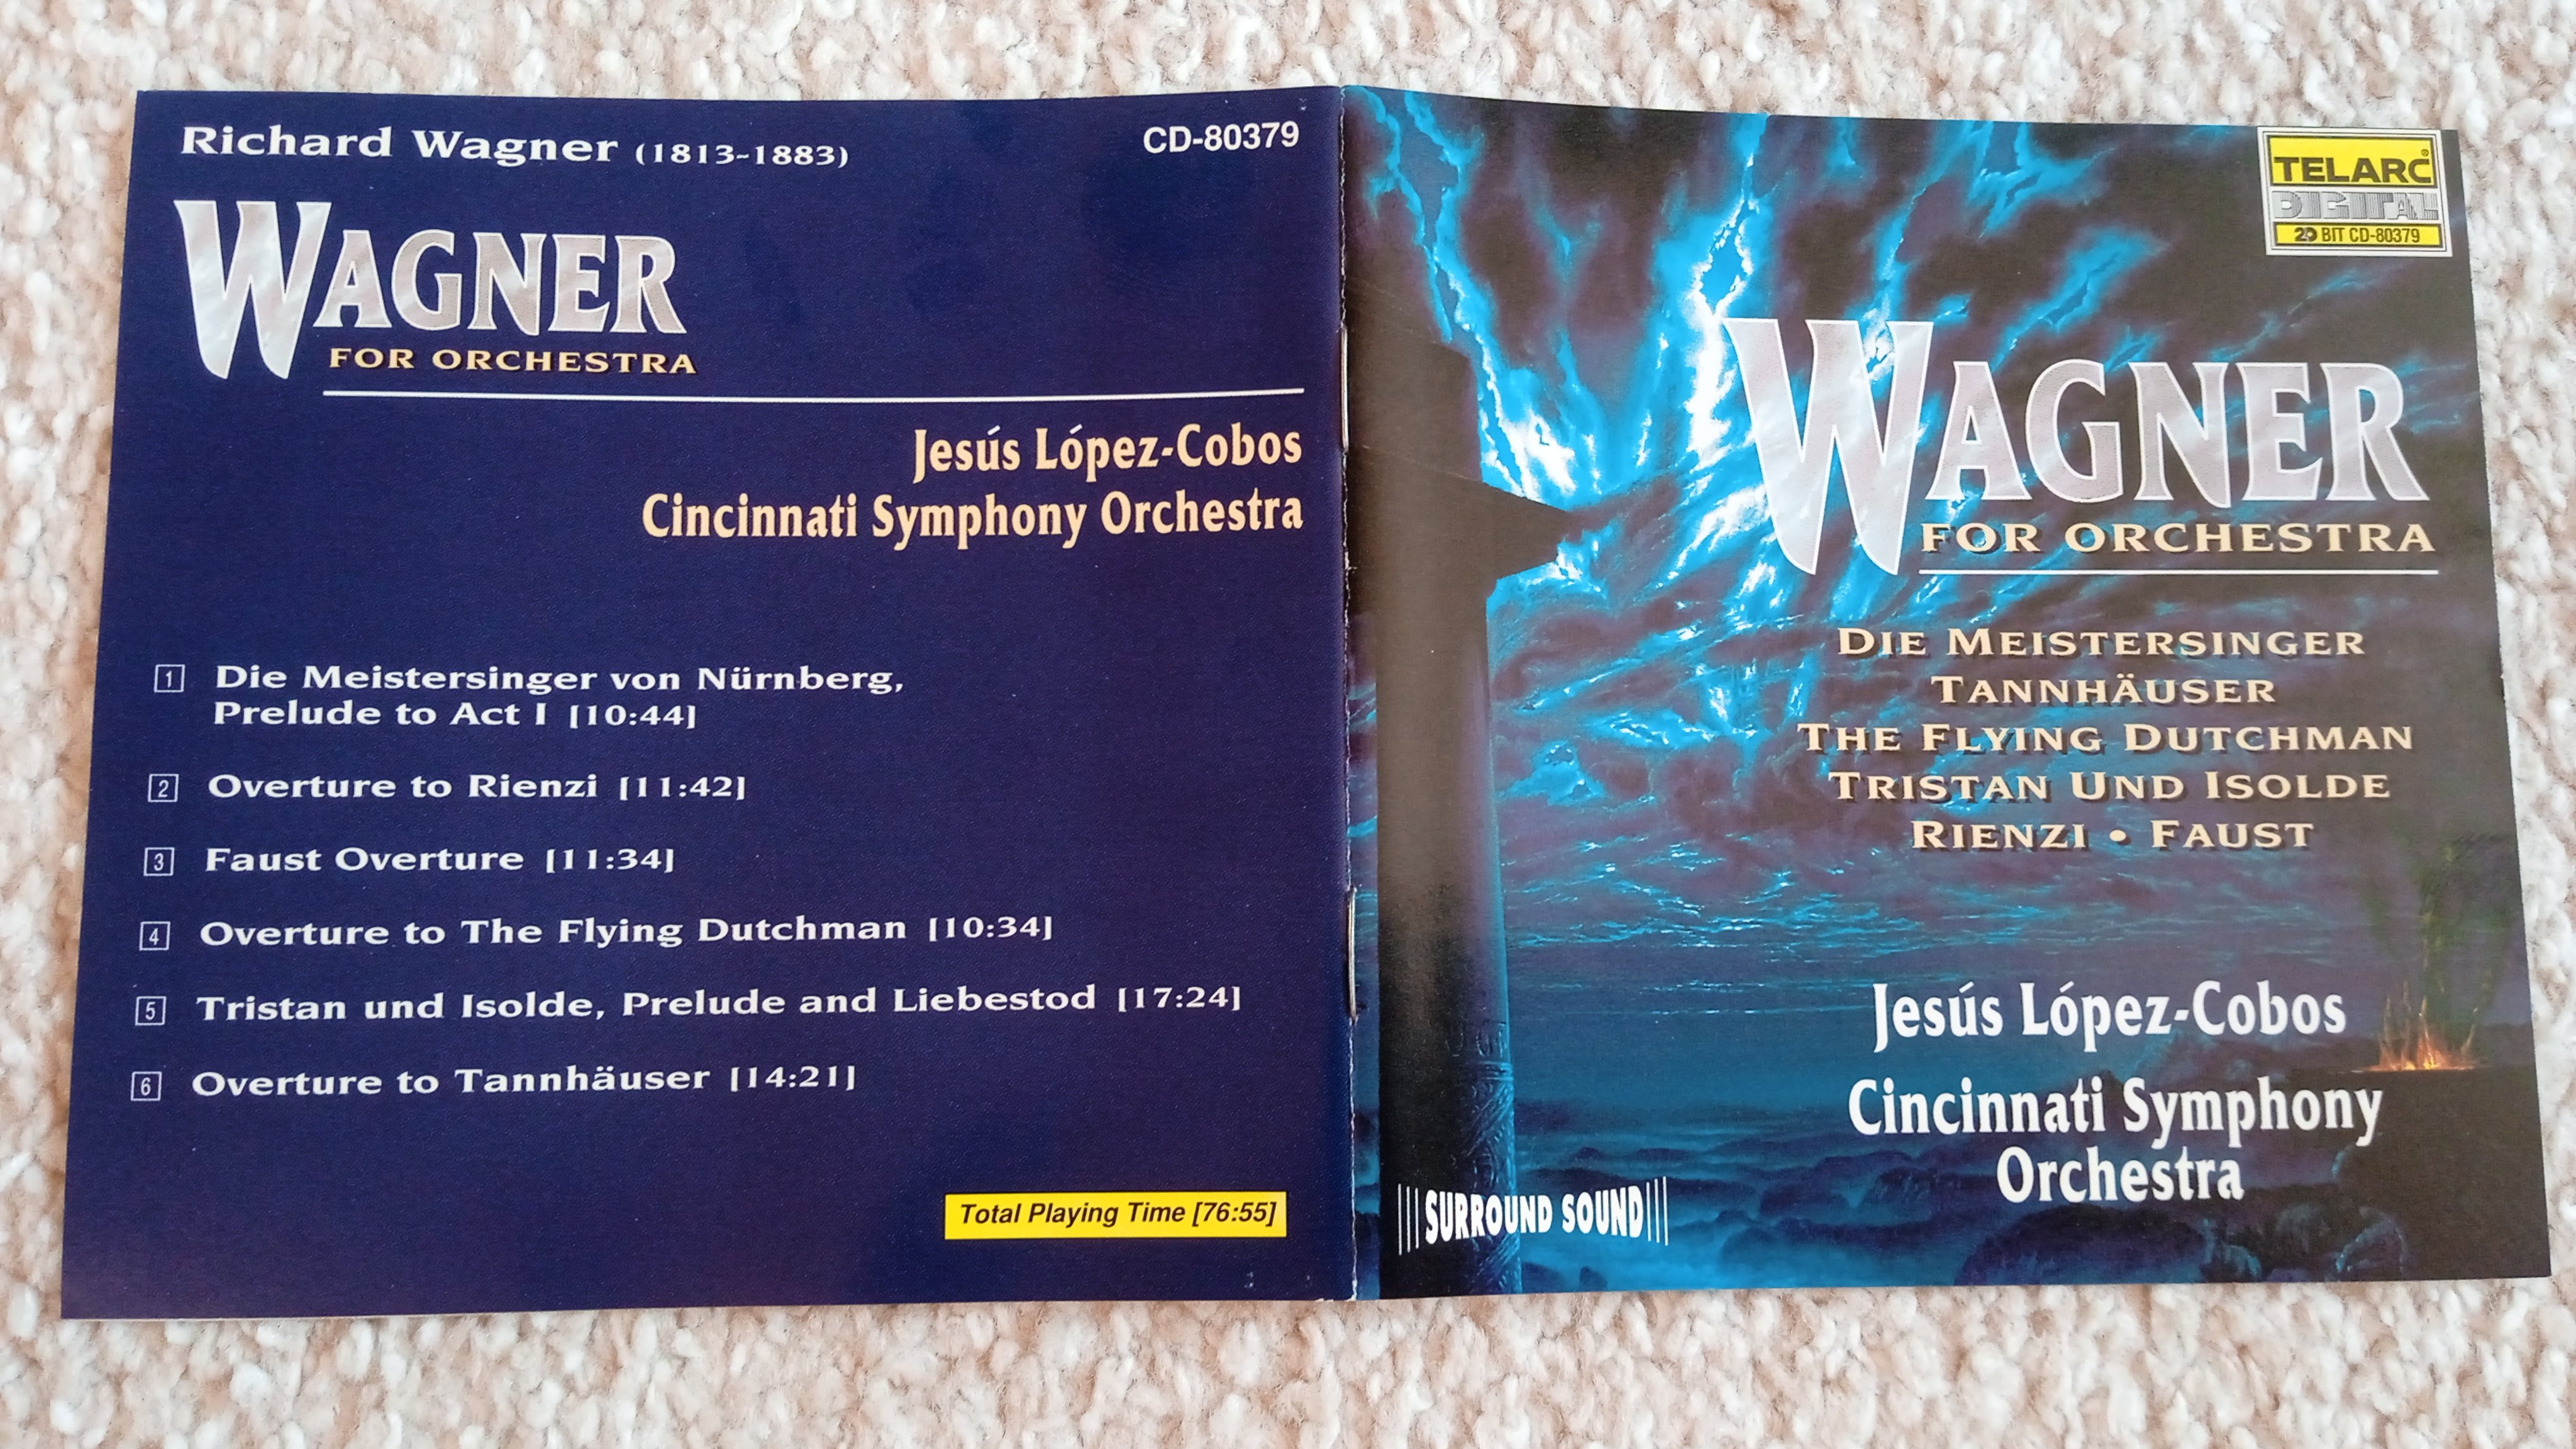 Richard Wagner (1813-1883)
CD-80379
WAGNER
FOR ORCHESTRA
Jesús López-Cobos
Cincinnati Symphony Orchestra
1 Die Meistersinger von Nürnberg,
Prelude to Act I [10:44]
2 Overture to Rienzi [11:42]
3 Faust Overture [11:34]
4 Overture to The Flying Dutchman [10:34]
5 Tristan und Isolde, Prelude and Liebestod [17:24]
6 Overture to Tannhäuser [14:21]
Total Playing Time [76:55]
TELARC®
DIGITAL
20 BIT CD-80379
WAGNER
FOR ORCHESTRA
DIE MEISTERSINGER
TANNHÄUSER
THE FLYING DUTCHMAN
TRISTAN UND ISOLDE
RIENZI • FAUST
Jesús López-Cobos
Cincinnati Symphony
Orchestra
SURROUND SOUND